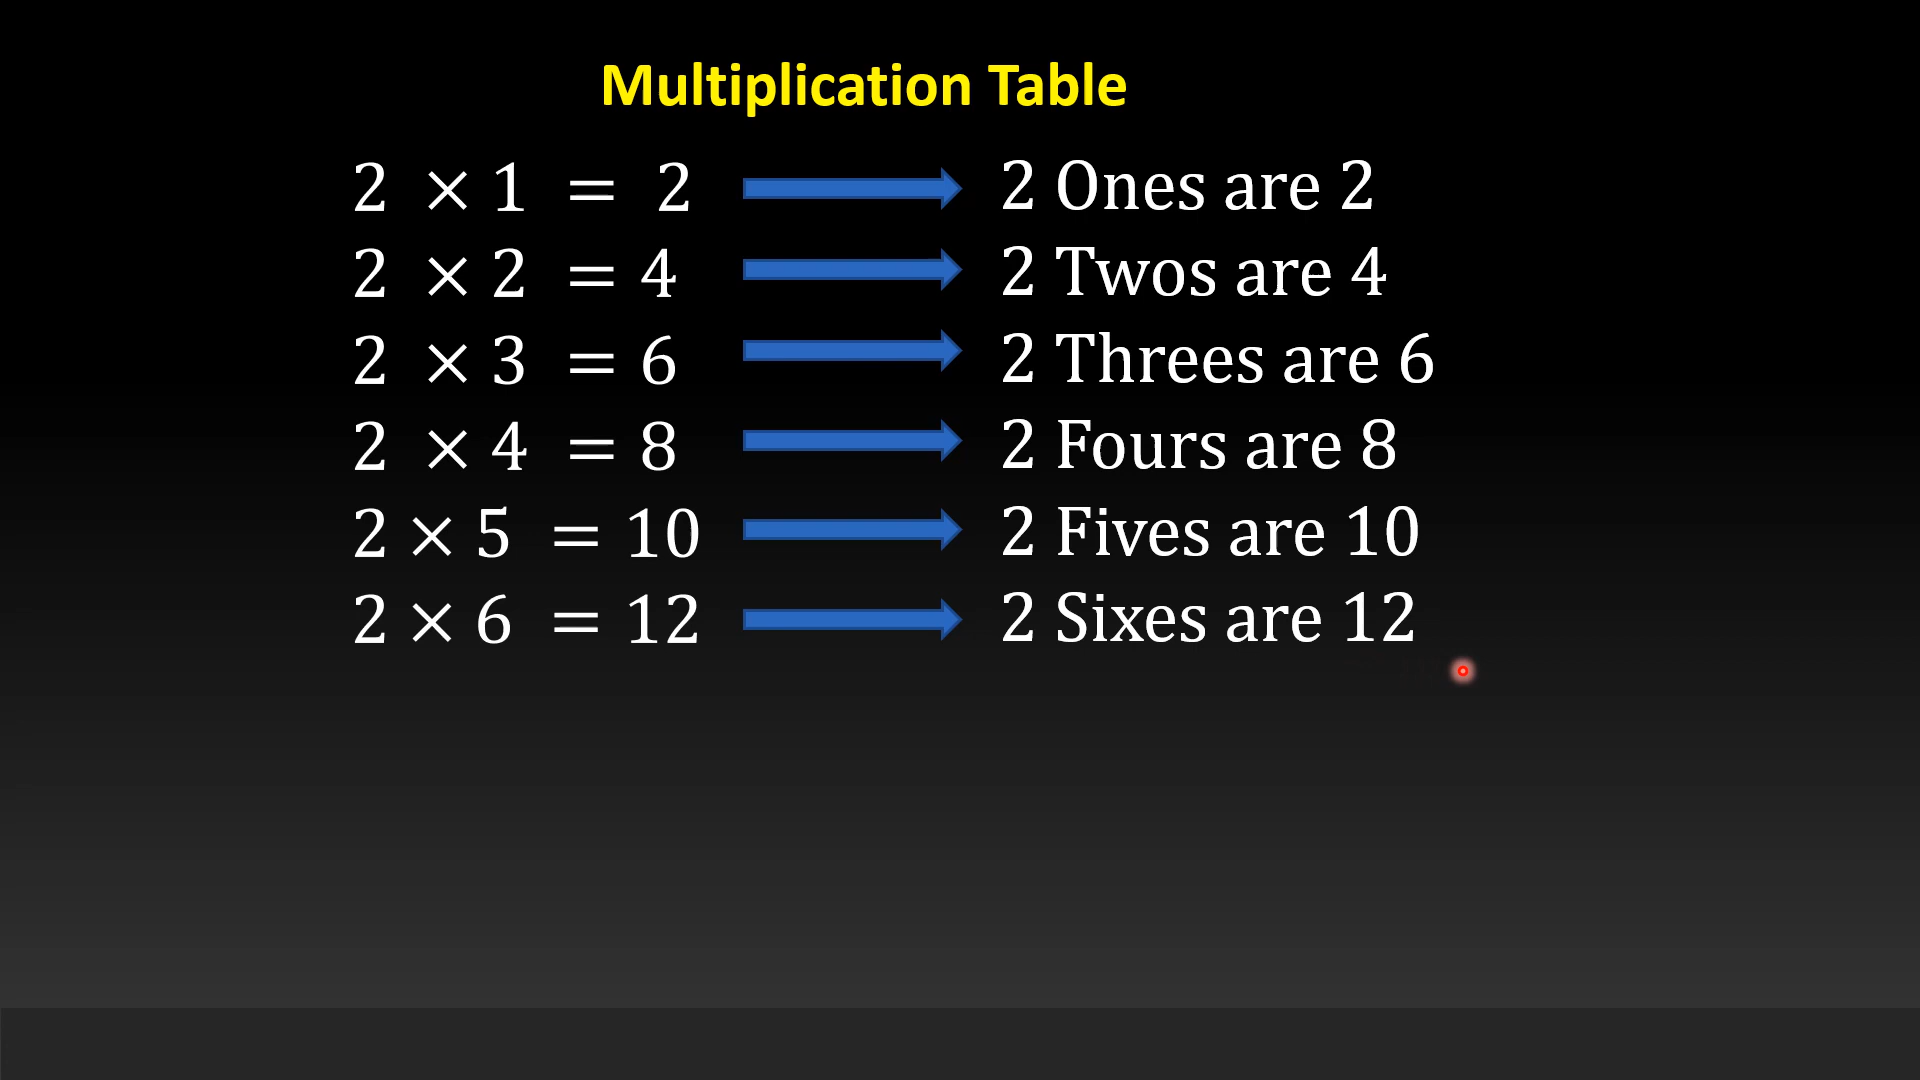 Multiplication Table
2 × 1 = 2 2 Ones are 2
2 × 2 = 4 2 Twos are 4
2 × 3 = 6 2 Threes are 6
2 × 4 = 8 2 Fours are 8
2 × 5 = 10 2 Fives are 10
2 × 6 = 12 2 Sixes are 12